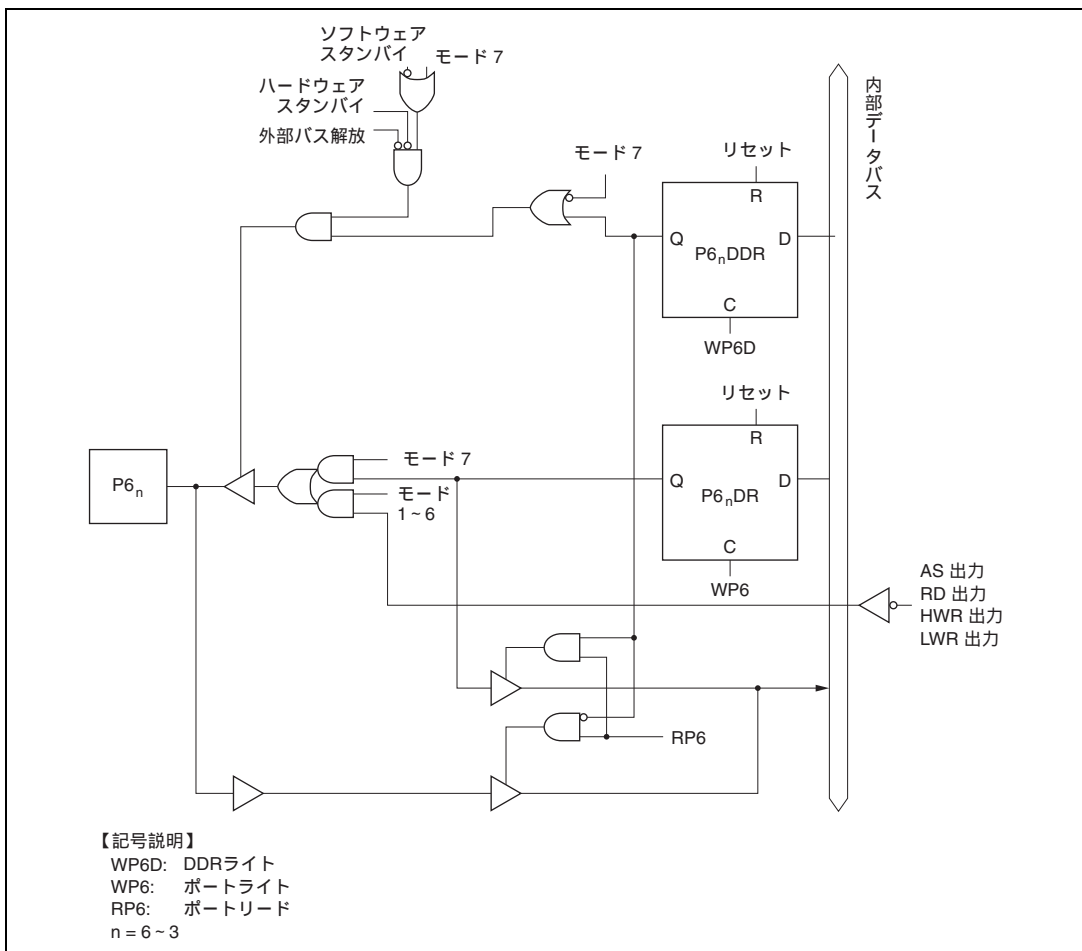 ソフトウェア
スタンバイ
モード 7
ハードウェア
スタンバイ
外部バス解放
モード 7
リセット
R
Q
D
P6nDDR
C
WP6D
内部データバス
リセット
R
Q
D
P6nDR
C
WP6
P6n
モード 7
モード
1~6
AS 出力
RD 出力
HWR 出力
LWR 出力
RP6
【記号説明】
WP6D: DDRライト
WP6: ポートライト
RP6: ポートリード
n = 6~3